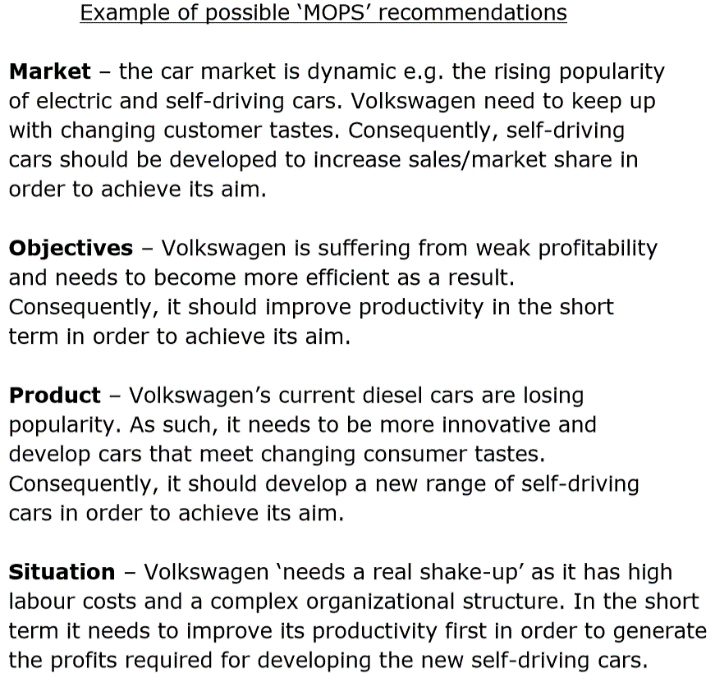 Example of possible ‘MOPS’ recommendations
Market – the car market is dynamic e.g. the rising popularity
of electric and self-driving cars. Volkswagen need to keep up
with changing customer tastes. Consequently, self-driving
cars should be developed to increase sales/market share in
order to achieve its aim.
Objectives – Volkswagen is suffering from weak profitability
and needs to become more efficient as a result.
Consequently, it should improve productivity in the short
term in order to achieve its aim.
Product – Volkswagen’s current diesel cars are losing
popularity. As such, it needs to be more innovative and
develop cars that meet changing consumer tastes.
Consequently, it should develop a new range of self-driving
cars in order to achieve its aim.
Situation – Volkswagen ‘needs a real shake-up’ as it has high
labour costs and a complex organizational structure. In the short
term it needs to improve its productivity first in order to generate
the profits required for developing the new self-driving cars.